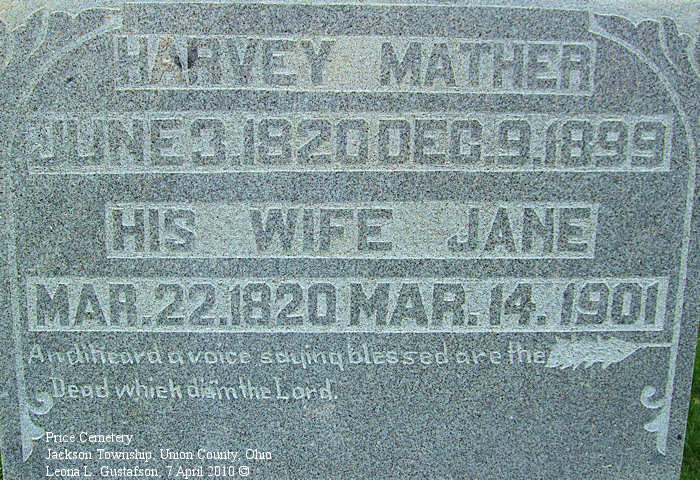 HARVEY MATHER
JUNE 3. 1820 DEC. 9. 1899
HIS WIFE JANE
MAR. 22. 1820 MAR. 14. 1901
And i heard a voice saying blessed are the
Dead which die in the Lord.
Price Cemetery
Jackson Township, Union County, Ohio
Leona L. Gustafson, 7 April 2010 ©